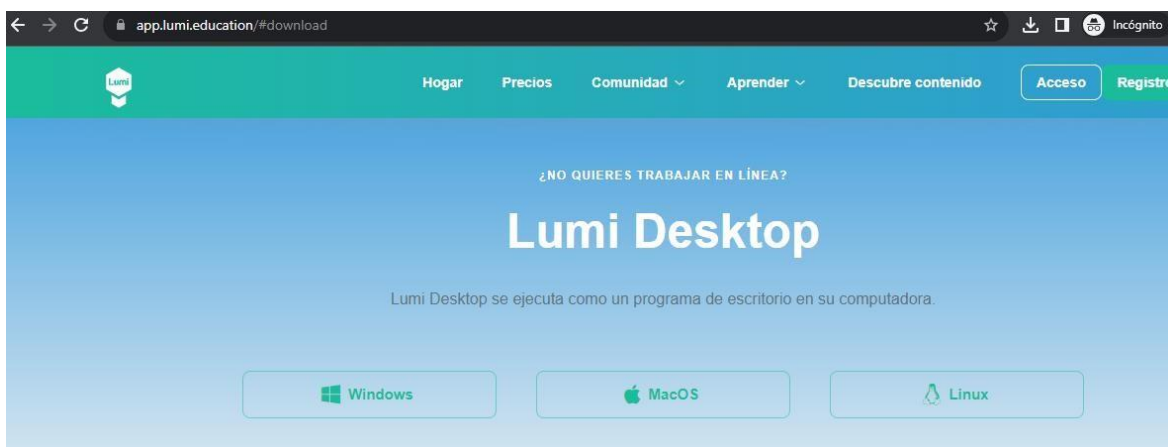 app.lumi.education/#download
Incógnito
Lumi
Hogar Precios Comunidad Aprender Descubre contenido Acceso Registro
¿NO QUIERES TRABAJAR EN LÍNEA?
Lumi Desktop
Lumi Desktop se ejecuta como un programa de escritorio en su computadora.
Windows MacOS Linux